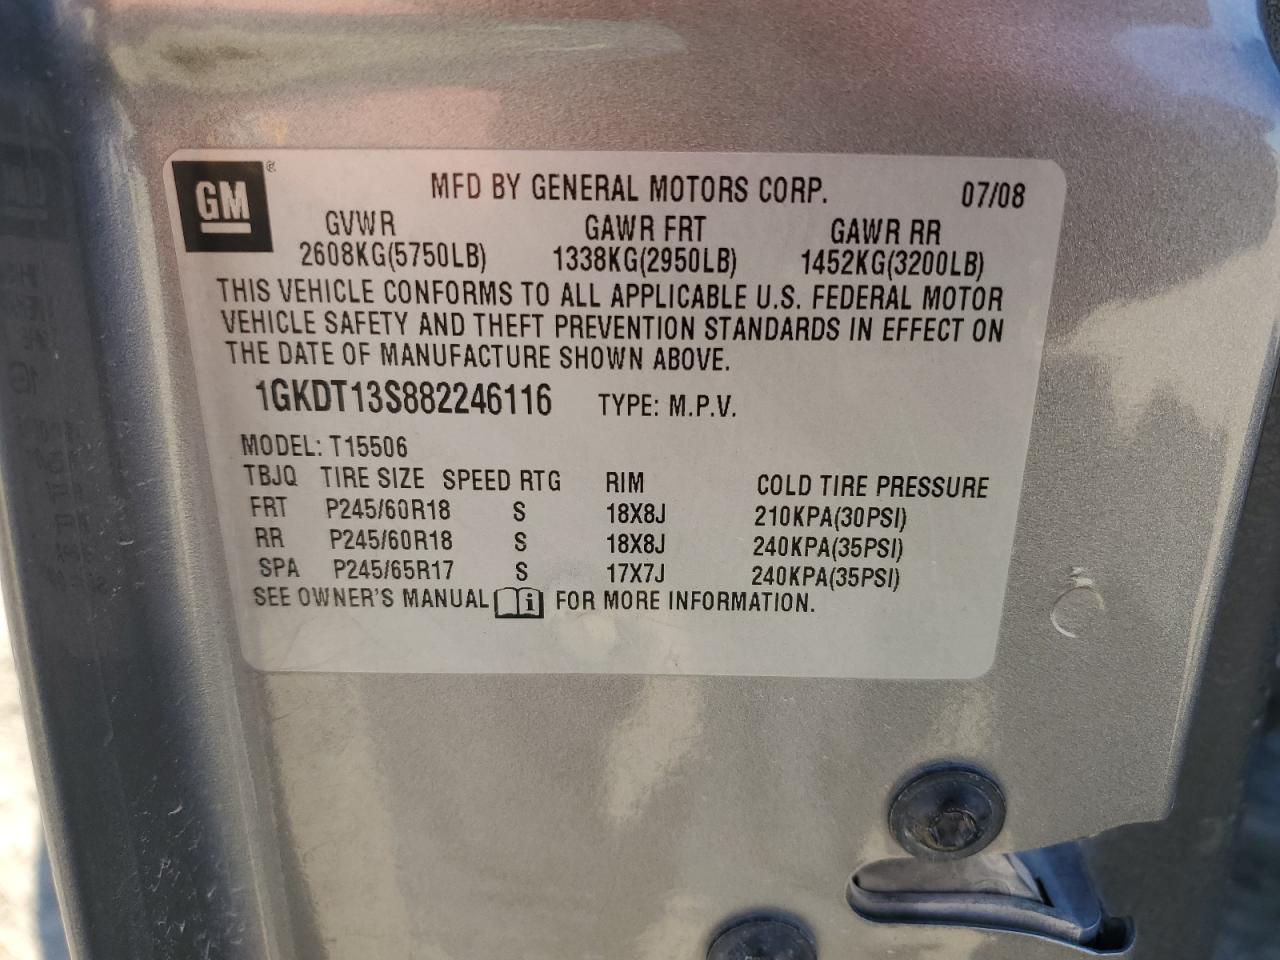 GM ® MFD BY GENERAL MOTORS CORP. 07/08
GVWR GAWR FRT GAWR RR
2608KG(5750LB) 1338KG(2950LB) 1452KG(3200LB)
THIS VEHICLE CONFORMS TO ALL APPLICABLE U.S. FEDERAL MOTOR
VEHICLE SAFETY AND THEFT PREVENTION STANDARDS IN EFFECT ON
THE DATE OF MANUFACTURE SHOWN ABOVE.
1GKDT13S882246116 TYPE: M.P.V.
MODEL: T15506
TBJQ TIRE SIZE SPEED RTG RIM COLD TIRE PRESSURE
FRT P245/60R18 S 18X8J 210KPA(30PSI)
RR P245/60R18 S 18X8J 240KPA(35PSI)
SPA P245/65R17 S 17X7J 240KPA(35PSI)
SEE OWNER'S MANUAL i FOR MORE INFORMATION.